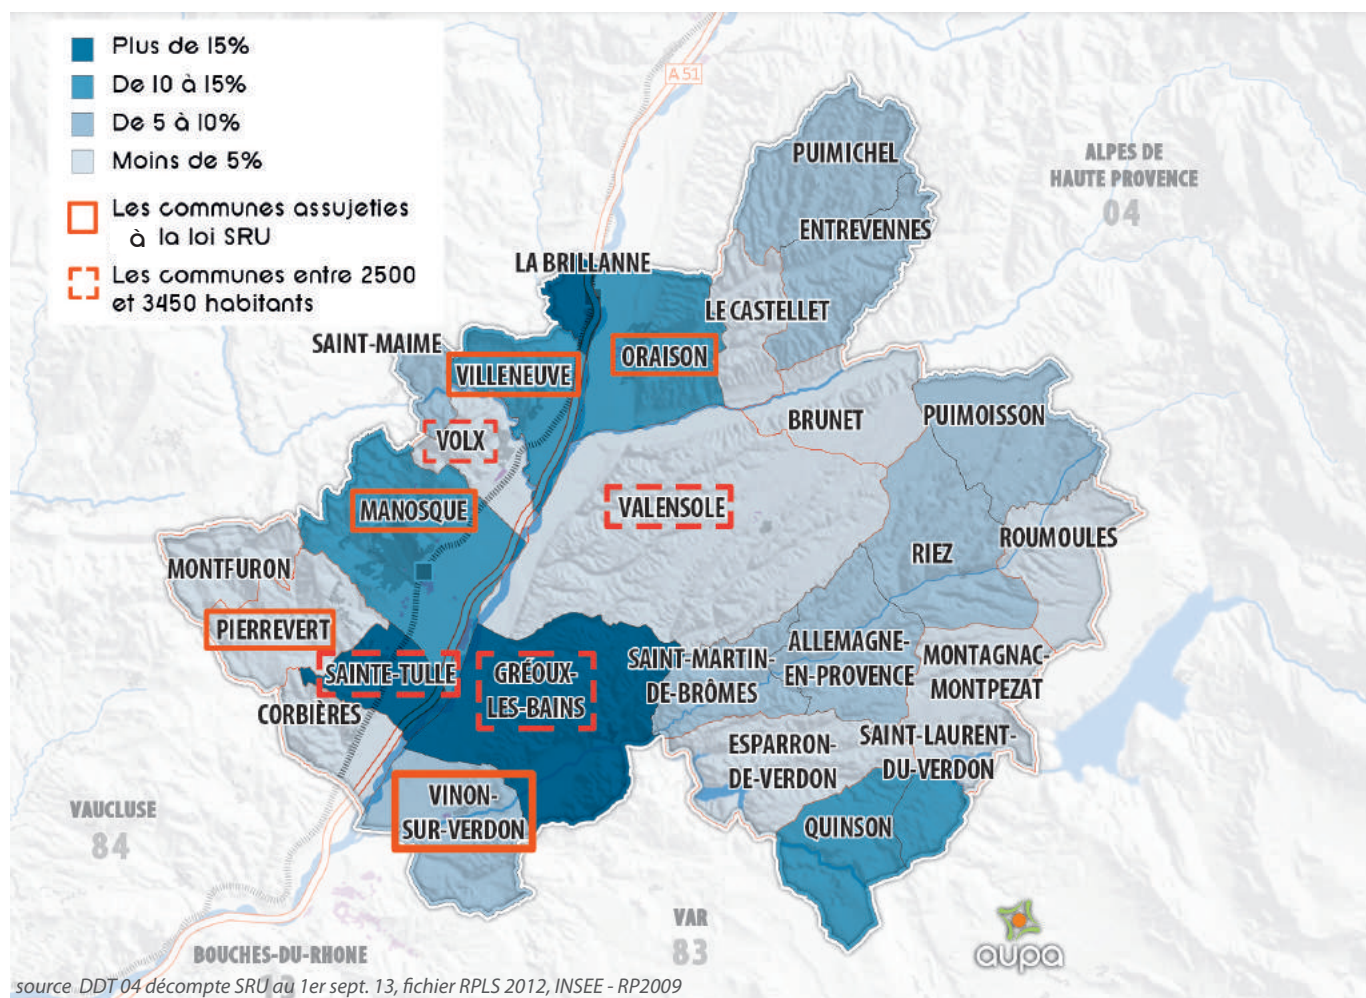 Plus de 15%
De 10 à 15%
De 5 à 10%
Moins de 5%
Les communes assujeties
à la loi SRU
Les communes entre 2500
et 3450 habitants
A 51
PUIMICHEL
ALPES DE
HAUTE PROVENCE
04
ENTREVENNES
LA BRILLANNE
LE CASTELLET
SAINT-MAIME
ORAISON
VILLENEUVE
BRUNET
PUIMOISSON
VOLX
MANOSQUE
VALENSOLE
ROUMOULES
RIEZ
MONTFURON
PIERREVERT
SAINTE-TULLE
GRÉOUX-
LES-BAINS
SAINT-MARTIN-
DE-BRÔMES
ALLEMAGNE-
EN-PROVENCE
MONTAGNAC-
MONTPEZAT
CORBIÈRES
ESPARRON-
DE-VERDON
SAINT-LAURENT-
DU-VERDON
VINON-
SUR-VERDON
QUINSON
VAUCLUSE
84
VAR
83
BOUCHES-DU-RHONE
13
aupa
source DDT 04 décompte SRU au 1er sept. 13, fichier RPLS 2012, INSEE - RP2009